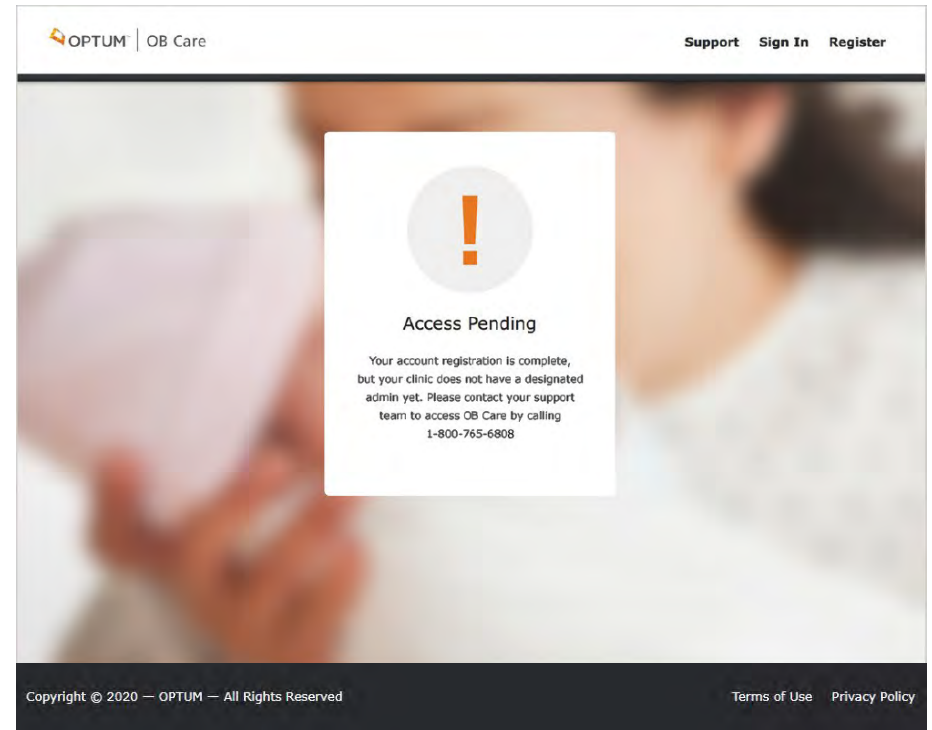 OPTUM™ | OB Care
Support Sign In Register
!
Access Pending
Your account registration is complete,
but your clinic does not have a designated
admin yet. Please contact your support
team to access OB Care by calling
1-800-765-6808
Copyright © 2020 — OPTUM — All Rights Reserved
Terms of Use Privacy Policy